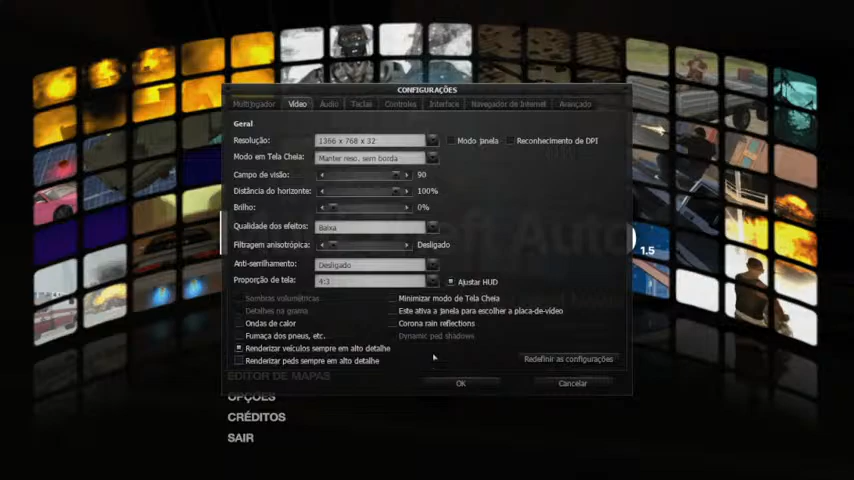 CONFIGURAÇÕES
Multijogador Vídeo Áudio Teclas Controles Interface Navegador de Internet Avançado
Geral
Resolução: 1366 x 768 x 32 Modo janela Reconhecimento de DPI
Modo em Tela Cheia: Manter reso. sem borda
Campo de visão: 90
Distância do horizonte: 100%
Brilho: 0%
Qualidade dos efeitos: Baixa
Filtragem anisotrópica: Desligado
1.5
Anti-serrilhamento: Desligado
Proporção de tela: 4:3 Ajustar HUD
Sombras volumétricas Minimizar modo de Tela Cheia
Detalhes na grama Este ativa a janela para escolher a placa-de-vídeo
Ondas de calor Corona rain reflections
Fumaça dos pneus, etc. Dynamic ped shadows
Renderizar veículos sempre em alto detalhe
Renderizar peds sempre em alto detalhe Redefinir as configurações
EDITOR DE MAPAS
OK Cancelar
OPÇÕES
CRÉDITOS
SAIR